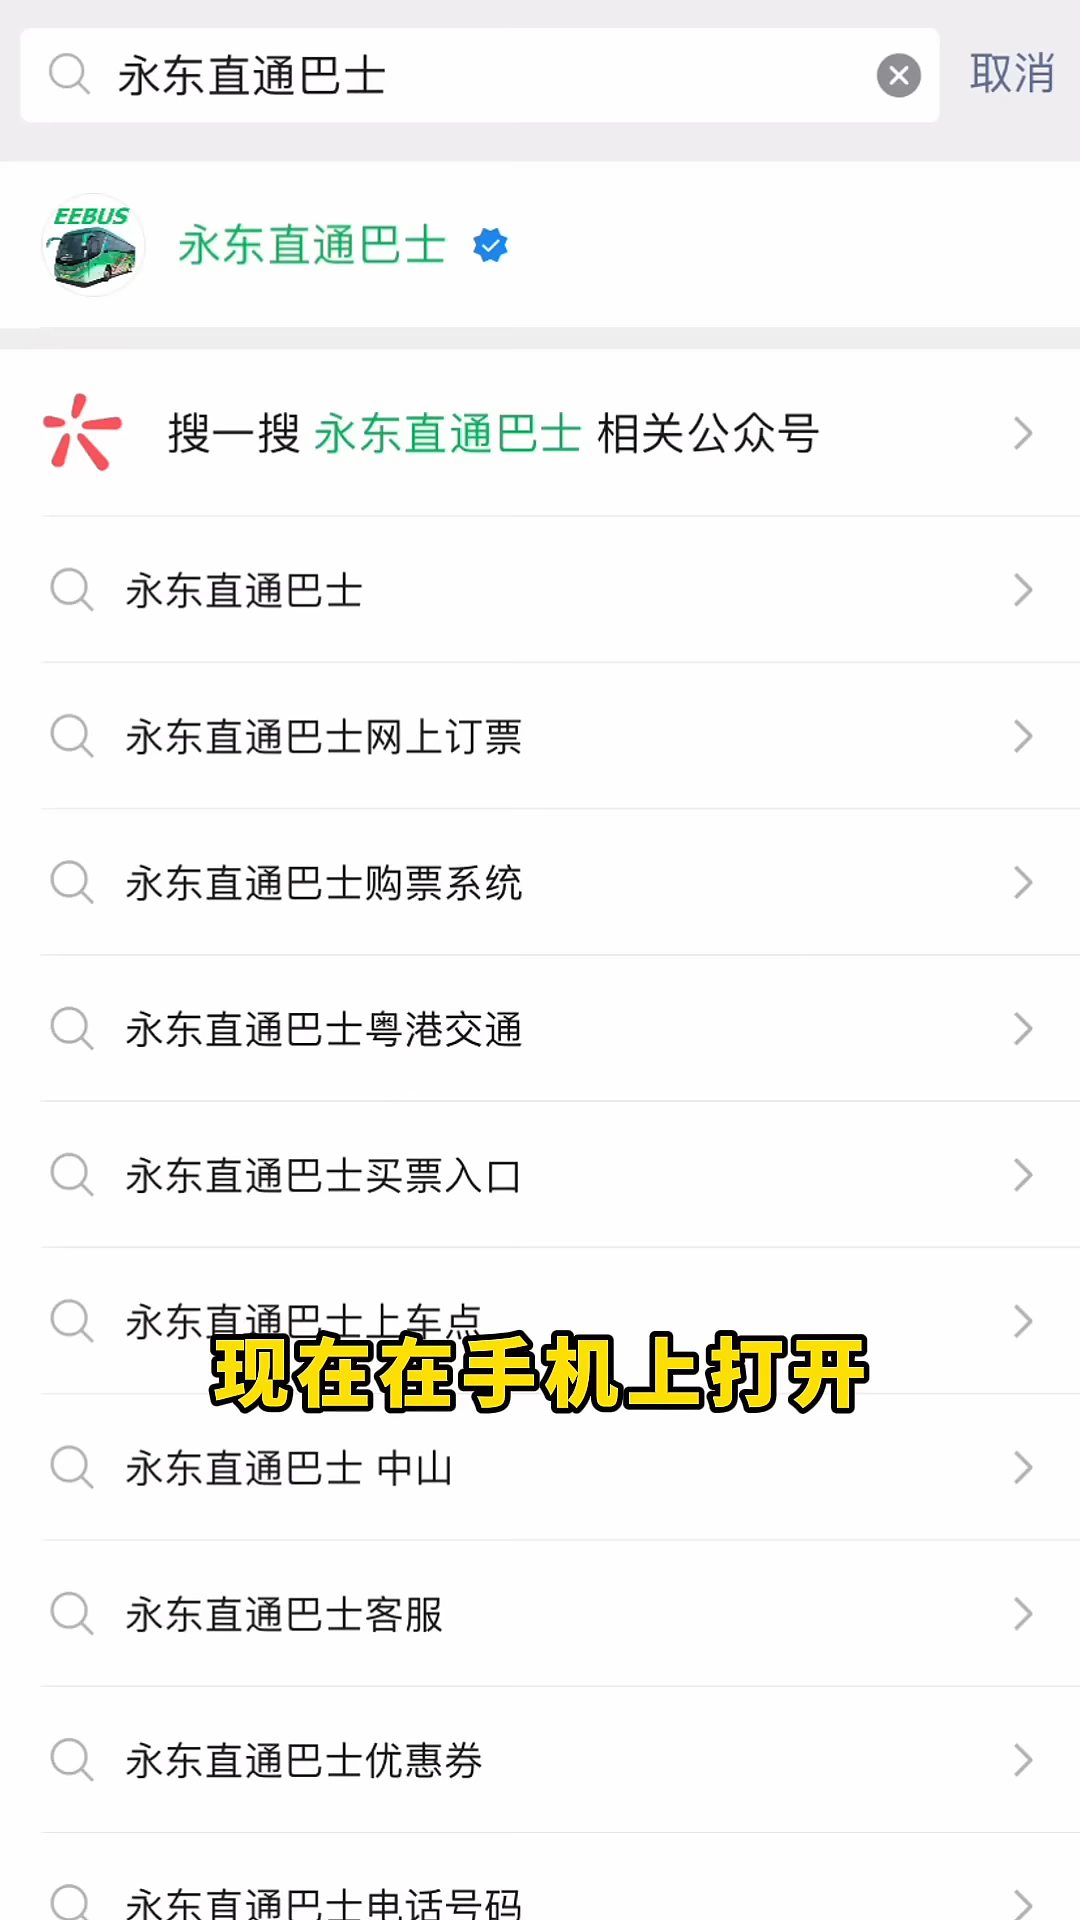 永东直通巴士
取消
EEBUS
永东直通巴士
搜一搜 永东直通巴士 相关公众号
永东直通巴士
永东直通巴士网上订票
永东直通巴士购票系统
永东直通巴士粤港交通
永东直通巴士买票入口
永东直通巴士上车点
现在在手机上打开
永东直通巴士 中山
永东直通巴士客服
永东直通巴士优惠券
永东直通巴士电话号码